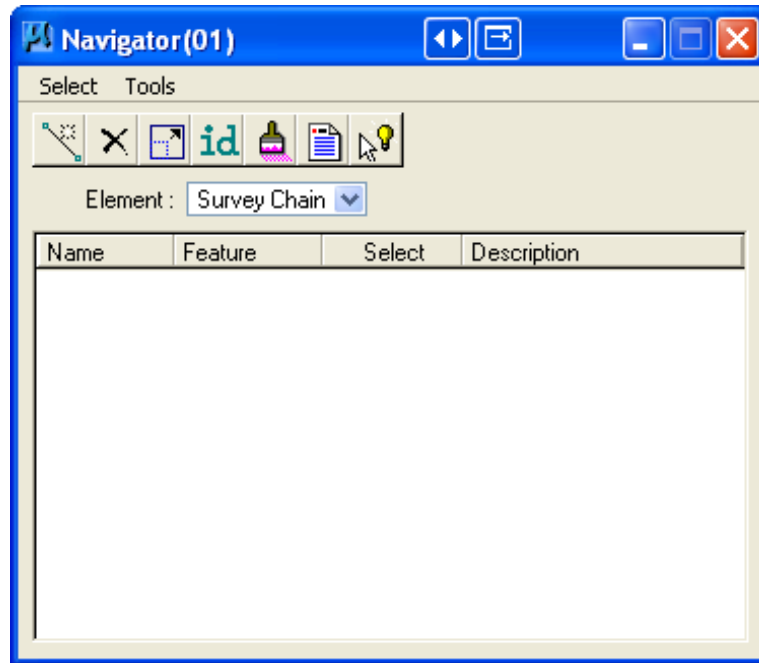 Navigator(01)
Select Tools
id
Element : Survey Chain
Name Feature Select Description